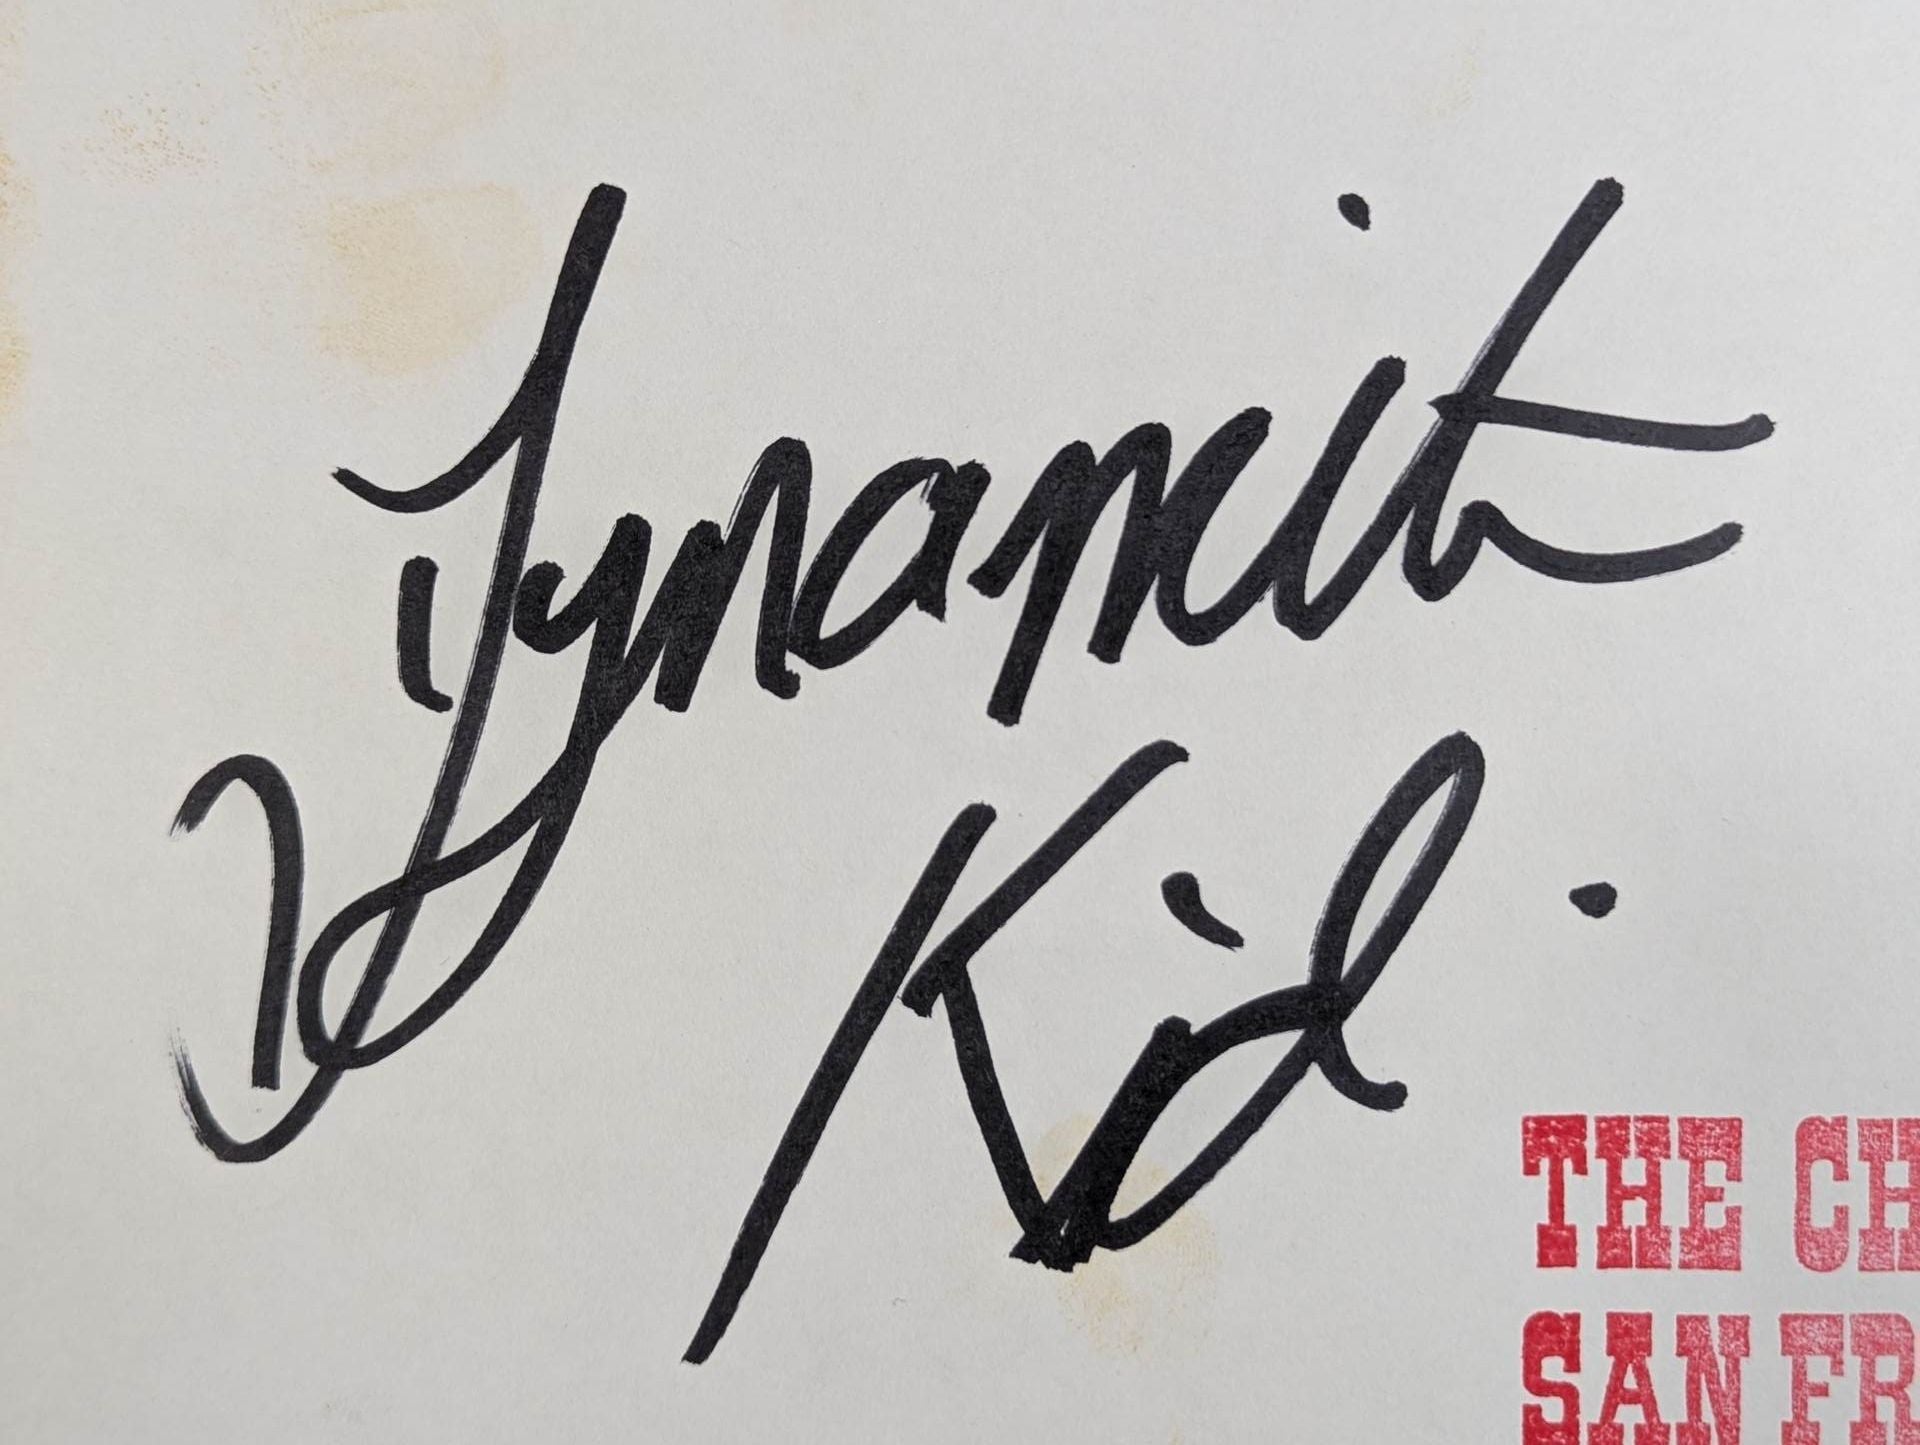 Dynamite
Kid.
THE CH
SAN FR